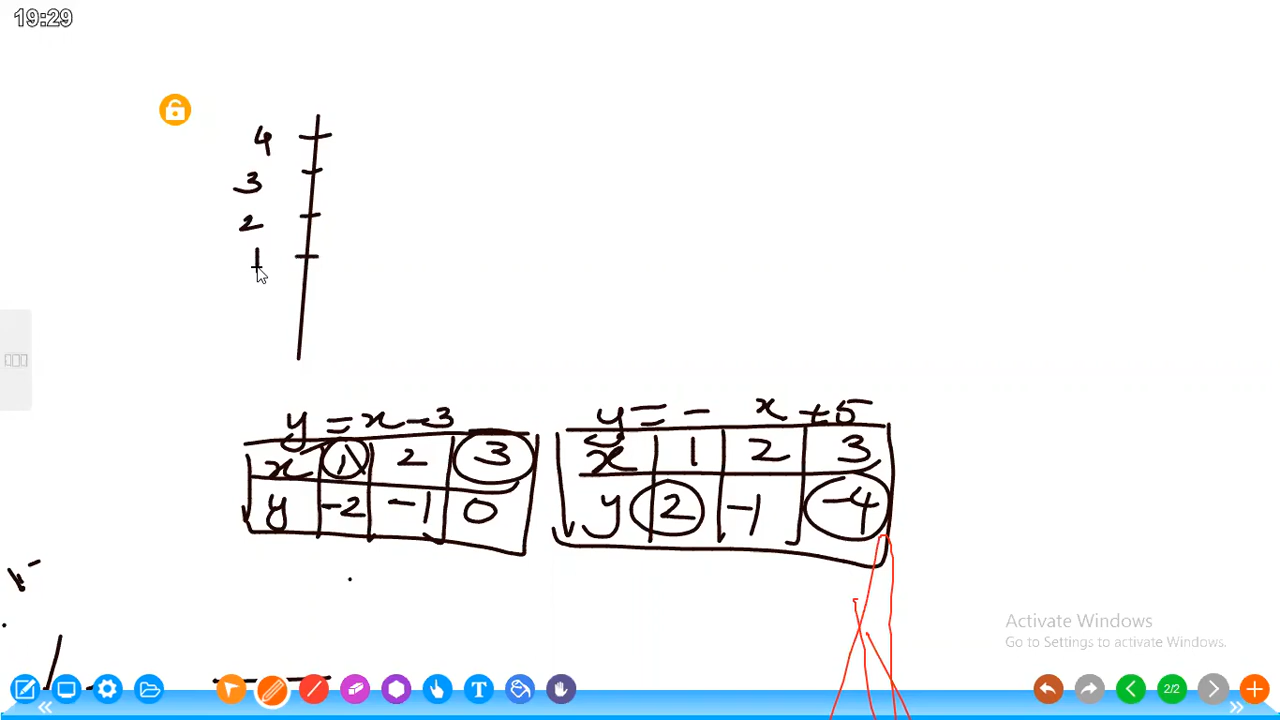 19:29
4
3
2
1
y = x - 3
x 1 2 3
y -2 -1 0
y = - x + 5
x 1 2 3
y 2 -1 -4
Activate Windows
Go to Settings to activate Windows.
2/2